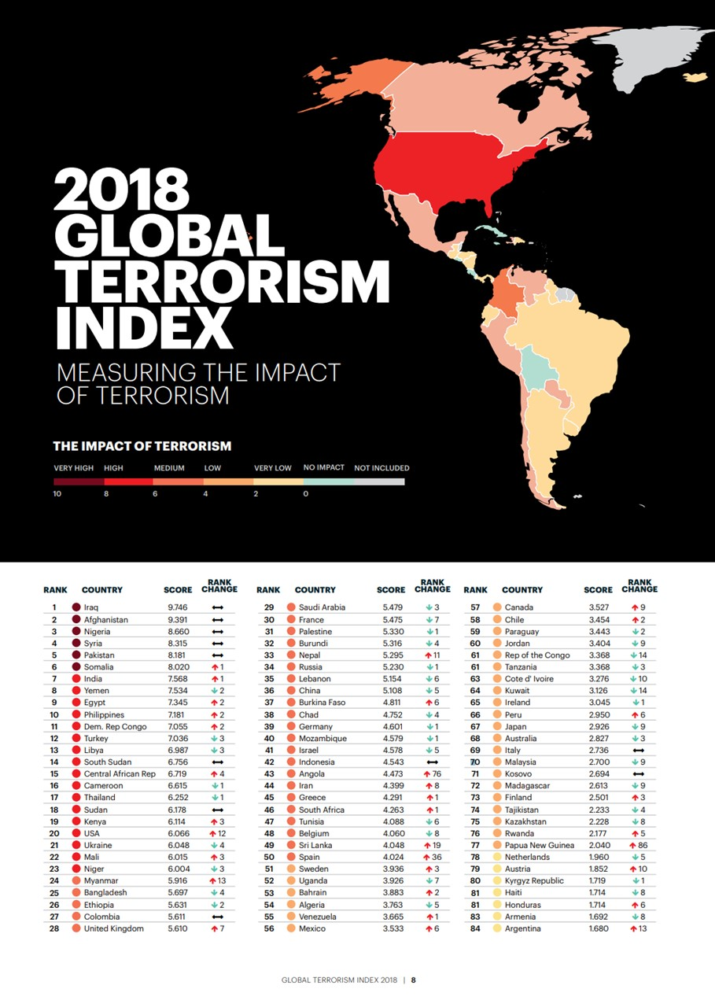 2018
GLOBAL
TERRORISM
INDEX
MEASURING THE IMPACT
OF TERRORISM
THE IMPACT OF TERRORISM
VERY HIGH HIGH MEDIUM LOW VERY LOW NO IMPACT NOT INCLUDED
10 8 6 4 2 0
RANK COUNTRY SCORE RANK CHANGE
1 Iraq 9.746 ↔
2 Afghanistan 9.391 ↔
3 Nigeria 8.660 ↔
4 Syria 8.315 ↔
5 Pakistan 8.181 ↔
6 Somalia 8.020 ↑ 1
7 India 7.568 ↑ 1
8 Yemen 7.534 ↓ 2
9 Egypt 7.345 ↑ 2
10 Philippines 7.181 ↑ 2
11 Dem. Rep Congo 7.055 ↑ 2
12 Turkey 7.036 ↓ 3
13 Libya 6.987 ↓ 3
14 South Sudan 6.756 ↔
15 Central African Rep 6.719 ↑ 4
16 Cameroon 6.615 ↓ 1
17 Thailand 6.252 ↓ 1
18 Sudan 6.178 ↔
19 Kenya 6.114 ↑ 3
20 USA 6.066 ↑ 12
21 Ukraine 6.048 ↓ 4
22 Mali 6.015 ↑ 3
23 Niger 6.004 ↓ 3
24 Myanmar 5.916 ↑ 13
25 Bangladesh 5.697 ↓ 4
26 Ethiopia 5.631 ↓ 2
27 Colombia 5.611 ↔
28 United Kingdom 5.610 ↑ 7
RANK COUNTRY SCORE RANK CHANGE
29 Saudi Arabia 5.479 ↓ 3
30 France 5.475 ↓ 7
31 Palestine 5.330 ↓ 1
32 Burundi 5.316 ↓ 4
33 Nepal 5.295 ↑ 11
34 Russia 5.230 ↓ 1
35 Lebanon 5.154 ↓ 6
36 China 5.108 ↓ 5
37 Burkina Faso 4.811 ↑ 6
38 Chad 4.752 ↓ 4
39 Germany 4.601 ↓ 1
40 Mozambique 4.579 ↓ 1
41 Israel 4.578 ↓ 5
42 Indonesia 4.543 ↔
43 Angola 4.473 ↑ 76
44 Iran 4.399 ↑ 8
45 Greece 4.291 ↑ 1
46 South Africa 4.263 ↑ 1
47 Tunisia 4.088 ↓ 6
48 Belgium 4.060 ↓ 8
49 Sri Lanka 4.048 ↑ 19
50 Spain 4.024 ↑ 36
51 Sweden 3.936 ↑ 3
52 Uganda 3.926 ↓ 7
53 Bahrain 3.883 ↑ 2
54 Algeria 3.763 ↓ 5
55 Venezuela 3.665 ↑ 1
56 Mexico 3.533 ↑ 6
RANK COUNTRY SCORE RANK CHANGE
57 Canada 3.527 ↑ 9
58 Chile 3.454 ↑ 2
59 Paraguay 3.443 ↓ 2
60 Jordan 3.404 ↓ 9
61 Rep of the Congo 3.368 ↓ 14
61 Tanzania 3.368 ↓ 3
63 Cote d' Ivoire 3.276 ↓ 10
64 Kuwait 3.126 ↓ 14
65 Ireland 3.045 ↓ 1
66 Peru 2.950 ↑ 6
67 Japan 2.926 ↓ 9
68 Australia 2.827 ↓ 3
69 Italy 2.736 ↔
70 Malaysia 2.700 ↓ 9
71 Kosovo 2.694 ↔
72 Madagascar 2.613 ↓ 9
73 Finland 2.501 ↑ 3
74 Tajikistan 2.233 ↓ 4
75 Kazakhstan 2.228 ↓ 8
76 Rwanda 2.177 ↑ 5
77 Papua New Guinea 2.040 ↑ 86
78 Netherlands 1.960 ↓ 5
79 Austria 1.852 ↑ 10
80 Kyrgyz Republic 1.719 ↓ 1
81 Haiti 1.714 ↓ 8
81 Honduras 1.714 ↑ 6
83 Armenia 1.692 ↓ 8
84 Argentina 1.680 ↑ 13
GLOBAL TERRORISM INDEX 2018 | 8